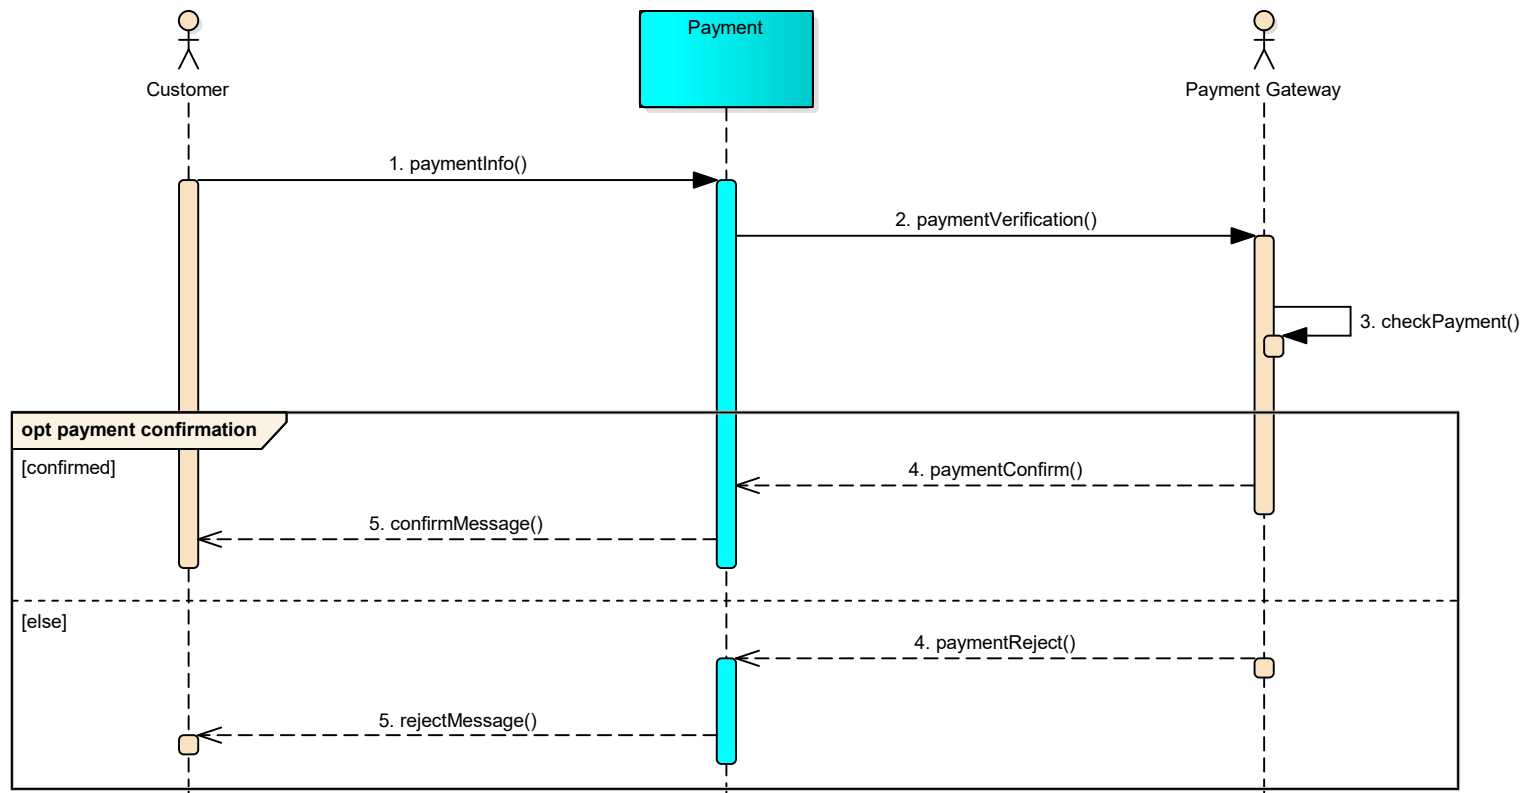 Customer
Payment
Payment Gateway
1. paymentInfo()
2. paymentVerification()
3. checkPayment()
opt payment confirmation
[confirmed]
4. paymentConfirm()
5. confirmMessage()
[else]
4. paymentReject()
5. rejectMessage()